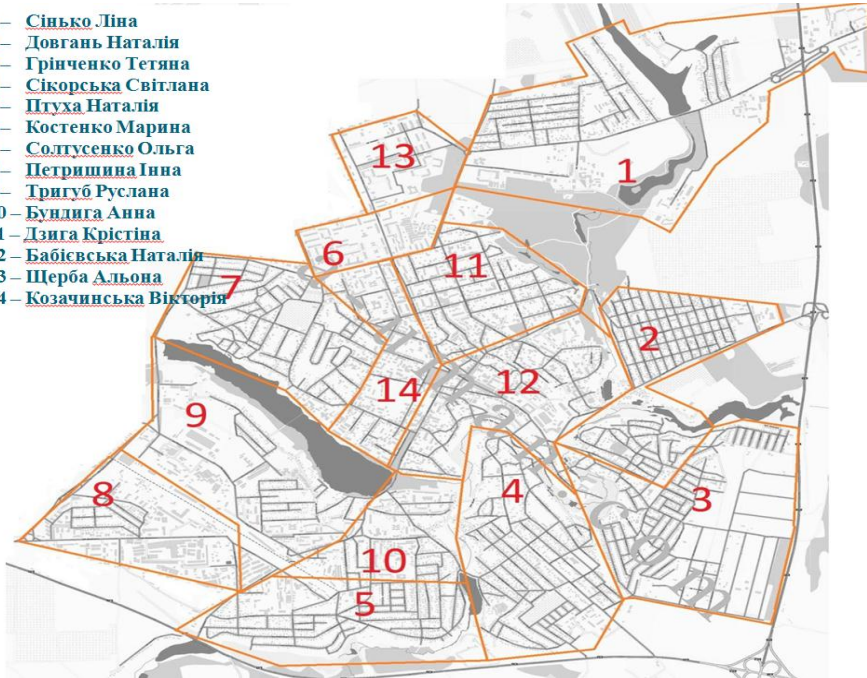 – Сінько Ліна
– Довгань Наталія
– Грінченко Тетяна
– Сікорська Світлана
– Птуха Наталія
– Костенко Марина
– Солтусенко Ольга
– Петришина Інна
– Тригуб Руслана
0 – Бундига Анна
1 – Дзига Крістіна
2 – Бабієвська Наталія
3 – Щерба Альона
4 – Козачинська Вікторія
13
1
6
11
7
2
12
14
9
4
8
3
10
5